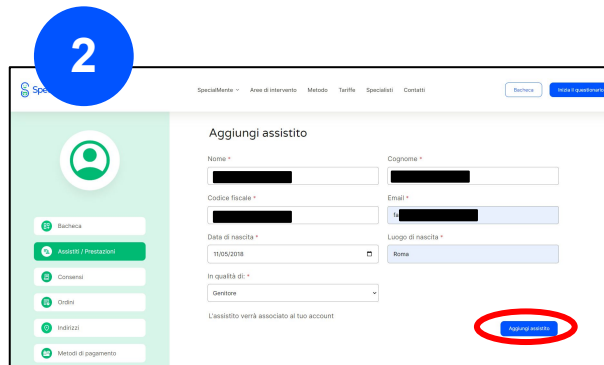 2
SpecialMente Aree di intervento Metodo Tariffe Specialisti Contatti
Bacheca
Inizia il questionario
Aggiungi assistito
Nome *
Cognome *
Codice fiscale *
Email *
fa
Data di nascita *
Luogo di nascita *
11/05/2018
Roma
In qualità di: *
Genitore
L'assistito verrà associato al tuo account
Aggiungi assistito
Bacheca
Assistiti / Prestazioni
Consensi
Ordini
Indirizzi
Metodi di pagamento